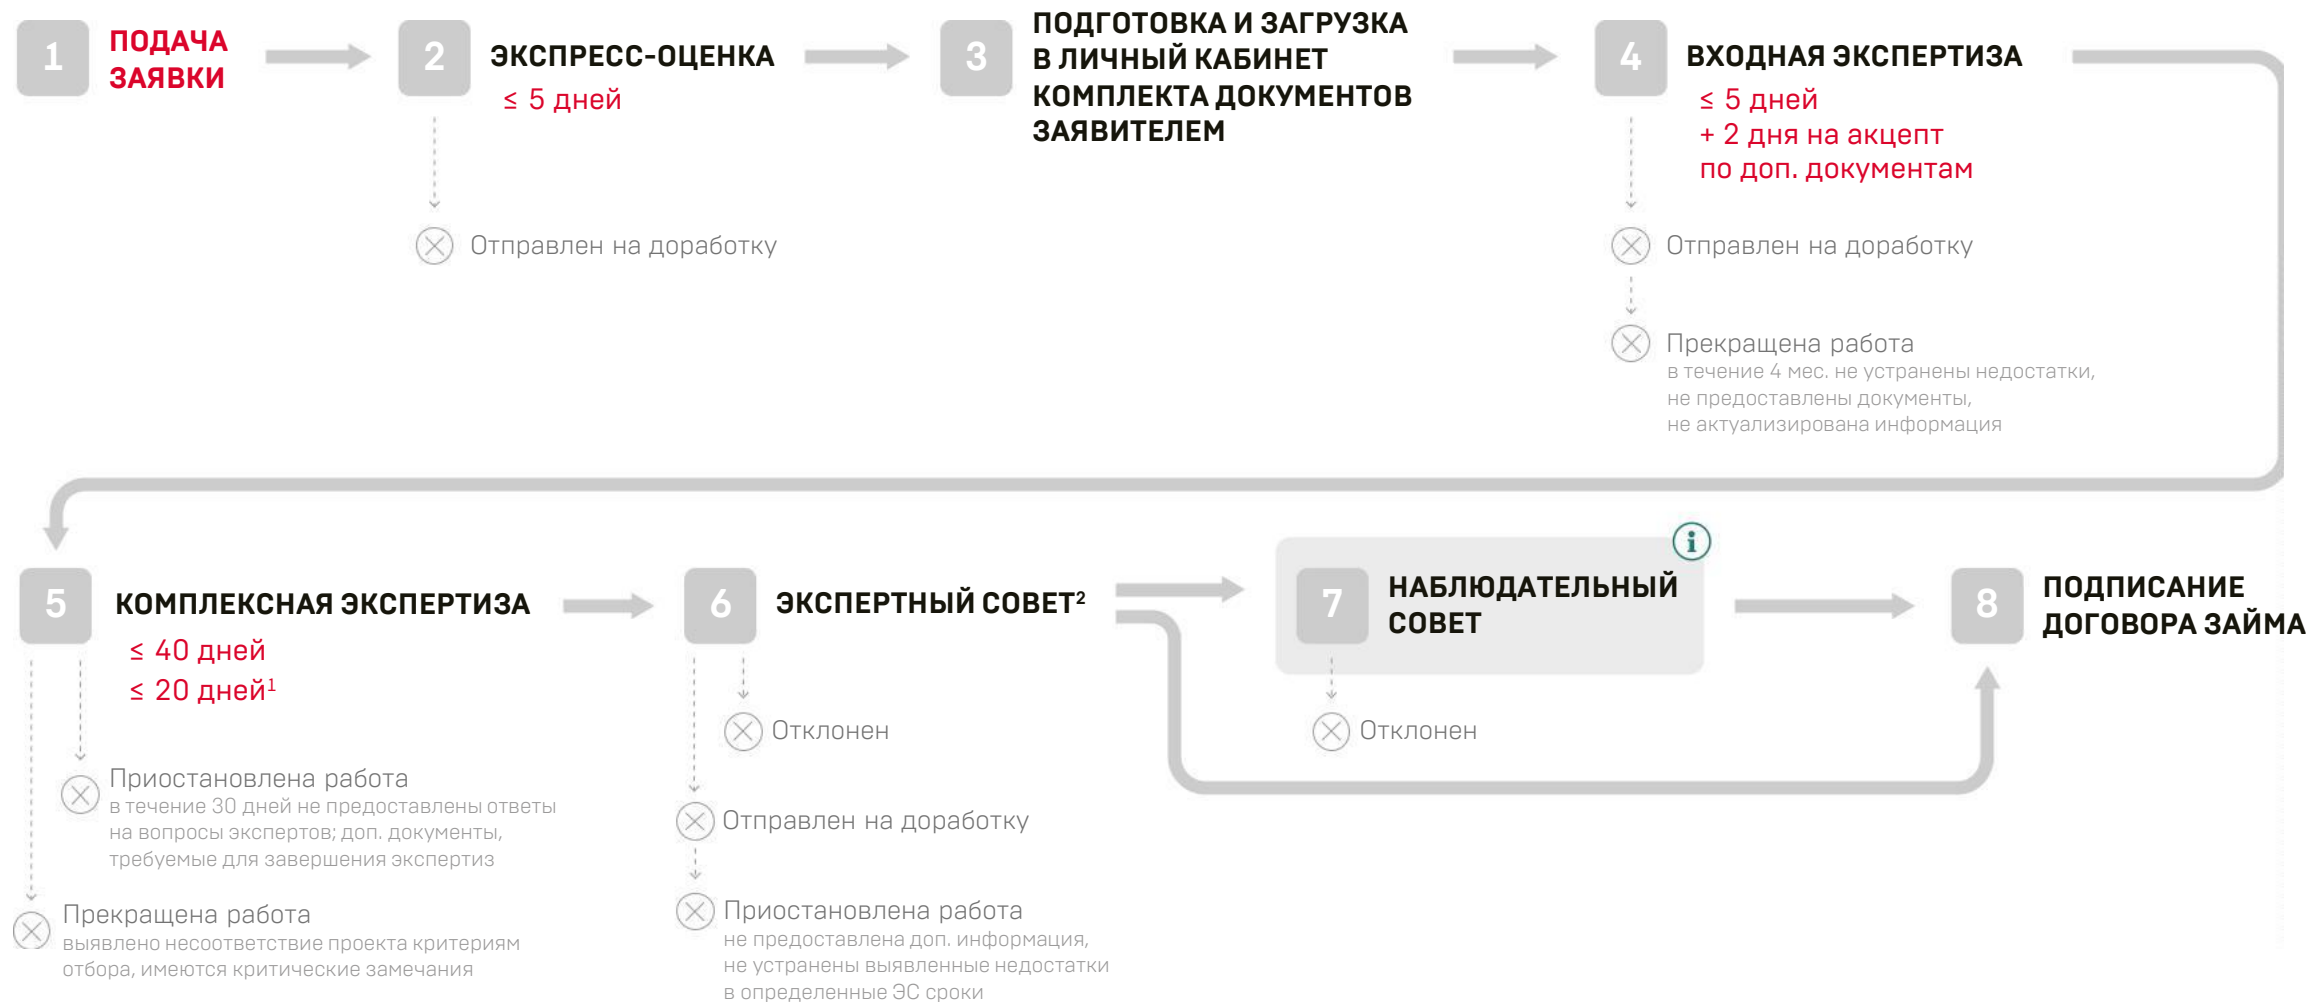 1
ПОДАЧА
ЗАЯВКИ
2
ЭКСПРЕСС-ОЦЕНКА
≤ 5 дней
Отправлен на доработку
3
ПОДГОТОВКА И ЗАГРУЗКА
В ЛИЧНЫЙ КАБИНЕТ
КОМПЛЕКТА ДОКУМЕНТОВ
ЗАЯВИТЕЛЕМ
4
ВХОДНАЯ ЭКСПЕРТИЗА
≤ 5 дней
+ 2 дня на акцепт
по доп. документам
Отправлен на доработку
Прекращена работа
в течение 4 мес. не устранены недостатки,
не предоставлены документы,
не актуализирована информация
5
КОМПЛЕКСНАЯ ЭКСПЕРТИЗА
≤ 40 дней
≤ 20 дней¹
Приостановлена работа
в течение 30 дней не предоставлены ответы
на вопросы экспертов; доп. документы,
требуемые для завершения экспертиз
Прекращена работа
выявлено несоответствие проекта критериям
отбора, имеются критические замечания
6
ЭКСПЕРТНЫЙ СОВЕТ²
Отклонен
Отправлен на доработку
Приостановлена работа
не предоставлена доп. информация,
не устранены выявленные недостатки
в определенные ЭС сроки
i
7
НАБЛЮДАТЕЛЬНЫЙ
СОВЕТ
Отклонен
8
ПОДПИСАНИЕ
ДОГОВОРА ЗАЙМА